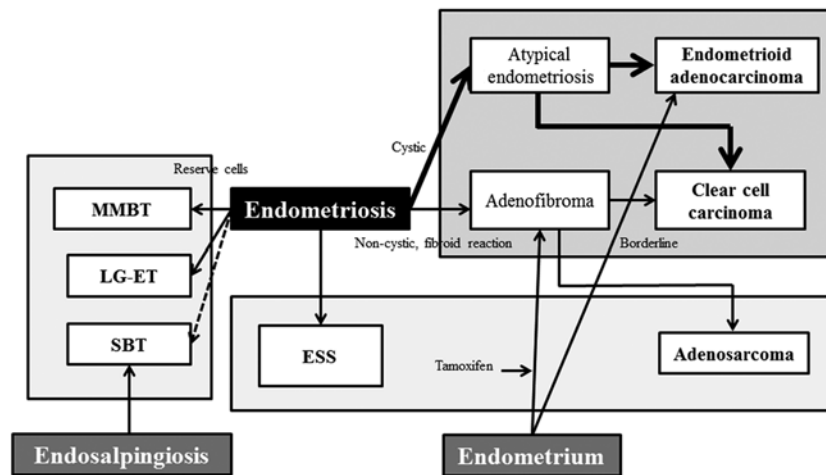 Atypical
endometriosis
Endometrioid
adenocarcinoma
Cystic
Reserve cells
MMBT
Endometriosis
Adenofibroma
Clear cell
carcinoma
Non-cystic, fibroid reaction
Borderline
LG-ET
SBT
ESS
Adenosarcoma
Tamoxifen
Endosalpingiosis
Endometrium